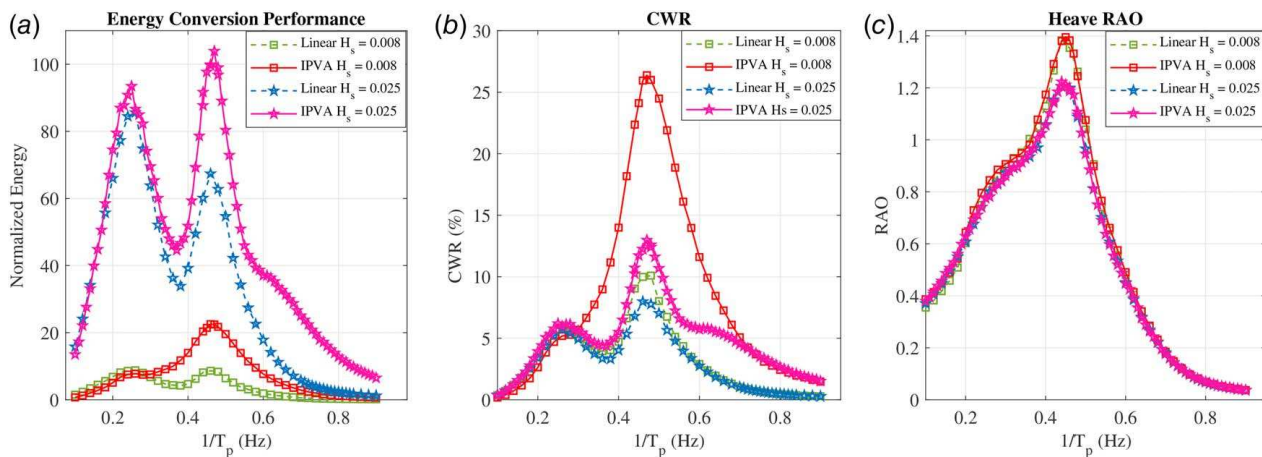 (a)
Energy Conversion Performance
Linear H_s = 0.008
IPVA H_s = 0.008
Linear H_s = 0.025
IPVA H_s = 0.025
Normalized Energy
100
80
60
40
20
0
0.2 0.4 0.6 0.8
1/T_p (Hz)
(b)
CWR
Linear H_s = 0.008
IPVA H_s = 0.008
Linear H_s = 0.025
IPVA Hs = 0.025
CWR (%)
30
25
20
15
10
5
0
0.2 0.4 0.6 0.8
1/T_p (Hz)
(c)
Heave RAO
Linear H_s = 0.008
IPVA H_s = 0.008
Linear H_s = 0.025
IPVA H_s = 0.025
RAO
1.4
1.2
1
0.8
0.6
0.4
0.2
0
0.2 0.4 0.6 0.8
1/T_p (Hz)